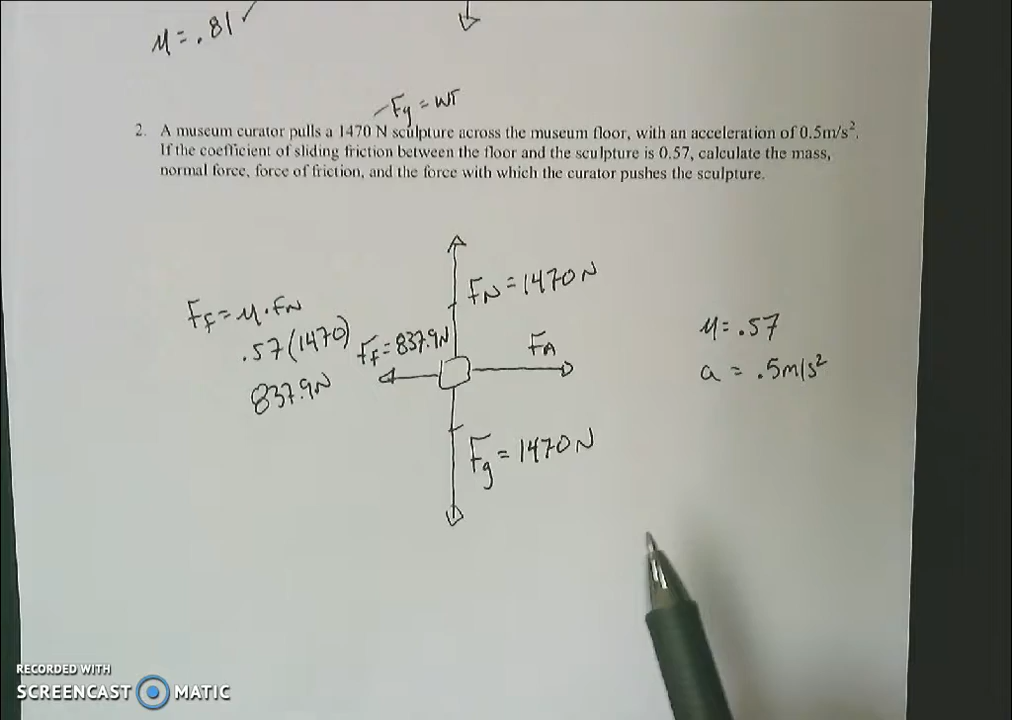 M = .81 ✓
Fg = WT
2. A museum curator pulls a 1470 N sculpture across the museum floor, with an acceleration of 0.5m/s².
If the coefficient of sliding friction between the floor and the sculpture is 0.57, calculate the mass,
normal force, force of friction, and the force with which the curator pushes the sculpture.
FN = 1470 N
Ff = μ · FN
.57(1470)
837.9N
Ff = 837.9N
FA
μ = .57
a = .5m/s²
Fg = 1470 N
RECORDED WITH
SCREENCAST MATIC